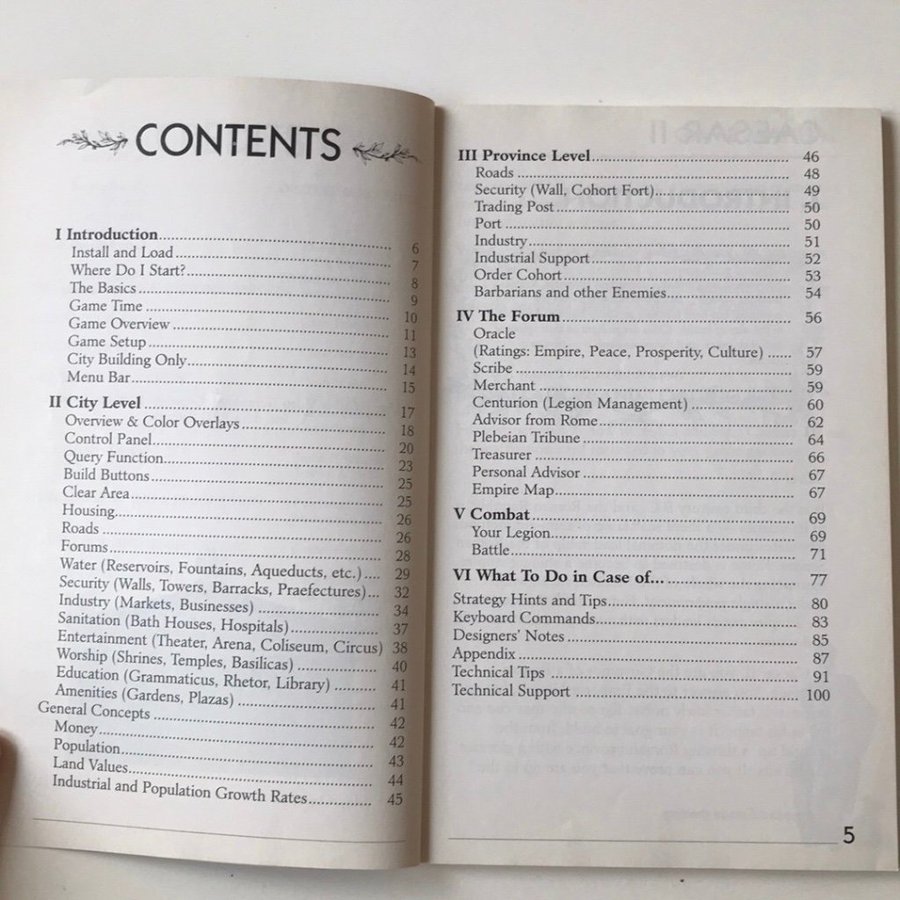 CONTENTS
I Introduction 6
Install and Load 7
Where Do I Start? 8
The Basics 9
Game Time 10
Game Overview 11
Game Setup 13
City Building Only 14
Menu Bar 15
II City Level 17
Overview & Color Overlays 18
Control Panel 20
Query Function 23
Build Buttons 25
Clear Area 25
Housing 26
Roads 26
Forums 28
Water (Reservoirs, Fountains, Aqueducts, etc.) 29
Security (Walls, Towers, Barracks, Praefectures) 32
Industry (Markets, Businesses) 34
Sanitation (Bath Houses, Hospitals) 37
Entertainment (Theater, Arena, Coliseum, Circus) 38
Worship (Shrines, Temples, Basilicas) 40
Education (Grammaticus, Rhetor, Library) 41
Amenities (Gardens, Plazas) 41
General Concepts 42
Money 42
Population 43
Land Values 44
Industrial and Population Growth Rates 45
III Province Level 46
Roads 48
Security (Wall, Cohort Fort) 49
Trading Post 50
Port 50
Industry 51
Industrial Support 52
Order Cohort 53
Barbarians and other Enemies 54
IV The Forum 56
Oracle
(Ratings: Empire, Peace, Prosperity, Culture) 57
Scribe 59
Merchant 59
Centurion (Legion Management) 60
Advisor from Rome 62
Plebeian Tribune 64
Treasurer 66
Personal Advisor 67
Empire Map 67
V Combat 69
Your Legion 69
Battle 71
VI What To Do in Case of... 77
Strategy Hints and Tips 80
Keyboard Commands 83
Designers' Notes 85
Appendix 87
Technical Tips 91
Technical Support 100
5